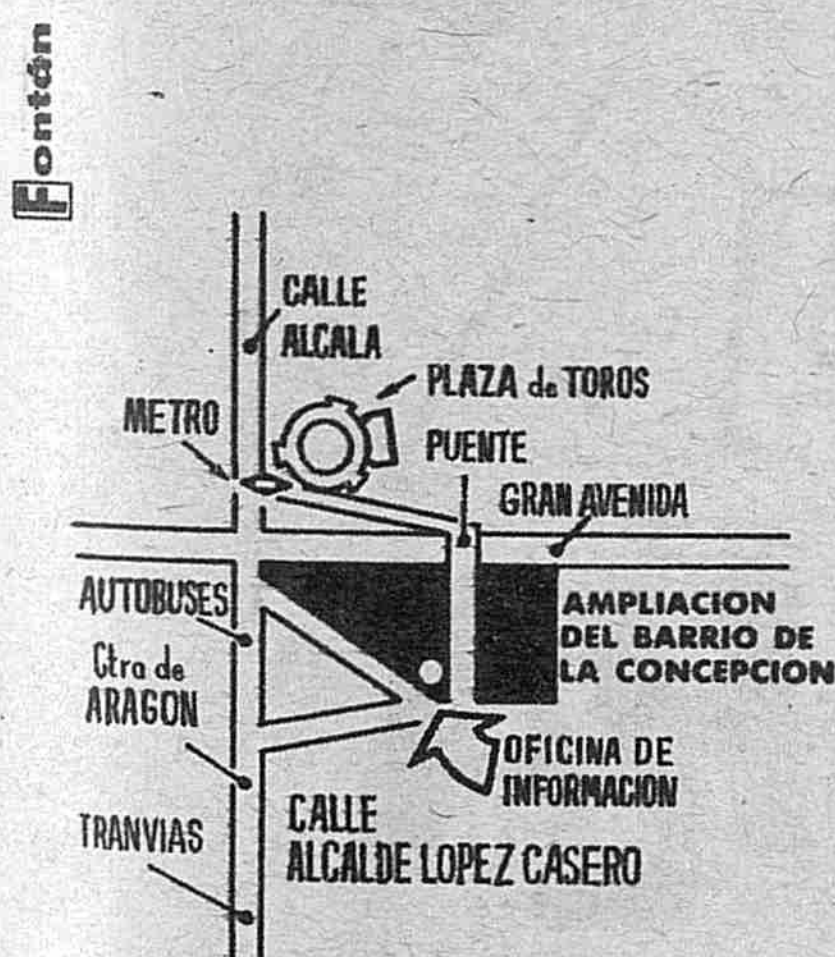 Fontán
CALLE
ALCALA
PLAZA de TOROS
METRO
PUENTE
GRAN AVENIDA
AUTOBUSES
AMPLIACION
DEL BARRIO DE
LA CONCEPCION
Ctra de
ARAGON
OFICINA DE
INFORMACION
TRANVIAS
CALLE
ALCALDE LOPEZ CASERO